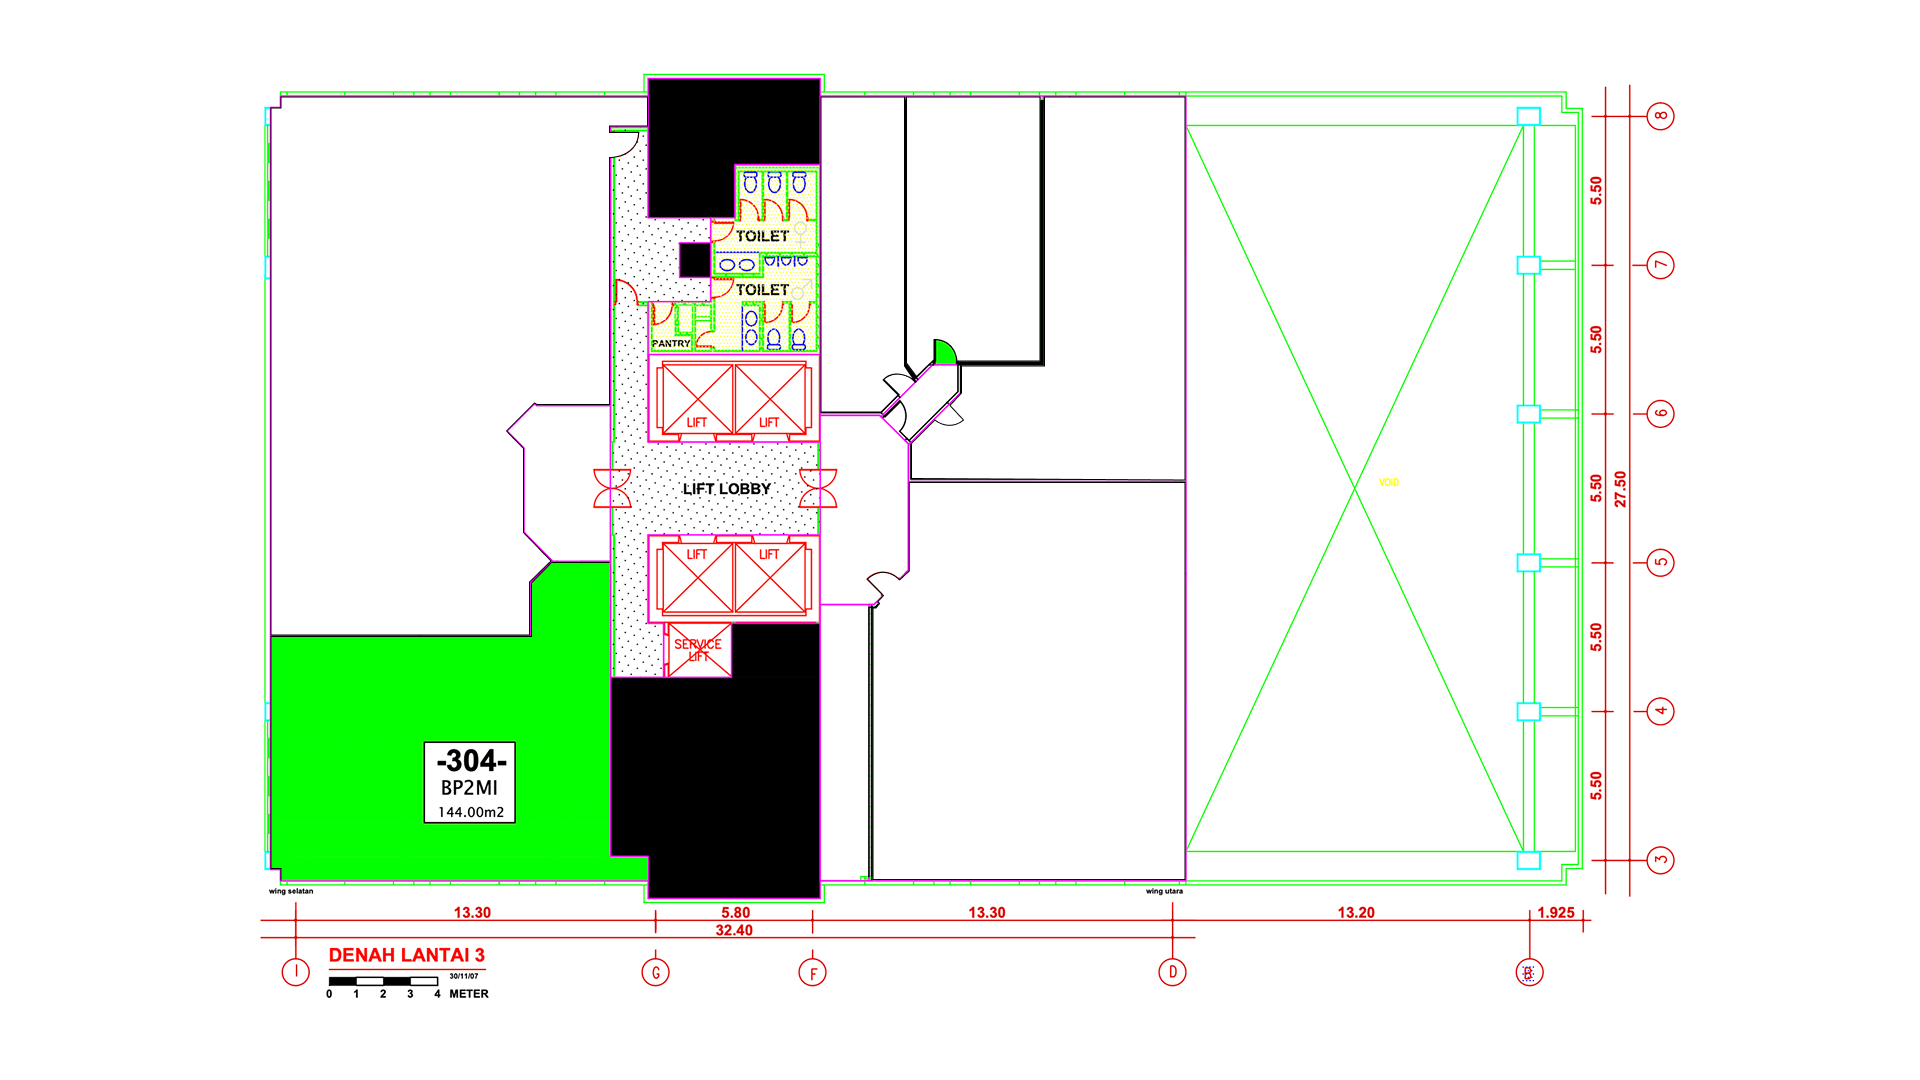 8
5.50
TOILET
7
TOILET
5.50
PANTRY
6
LIFT
LIFT
VOID
5.50
27.50
LIFT LOBBY
LIFT
LIFT
5
5.50
SERVICE
LIFT
4
-304-
BP2MI
144.00m2
5.50
3
wing selatan
wing utara
13.30
5.80
13.30
13.20
1.925
32.40
DENAH LANTAI 3
30/11/07
0 1 2 3 4 METER
I
G
F
D
B